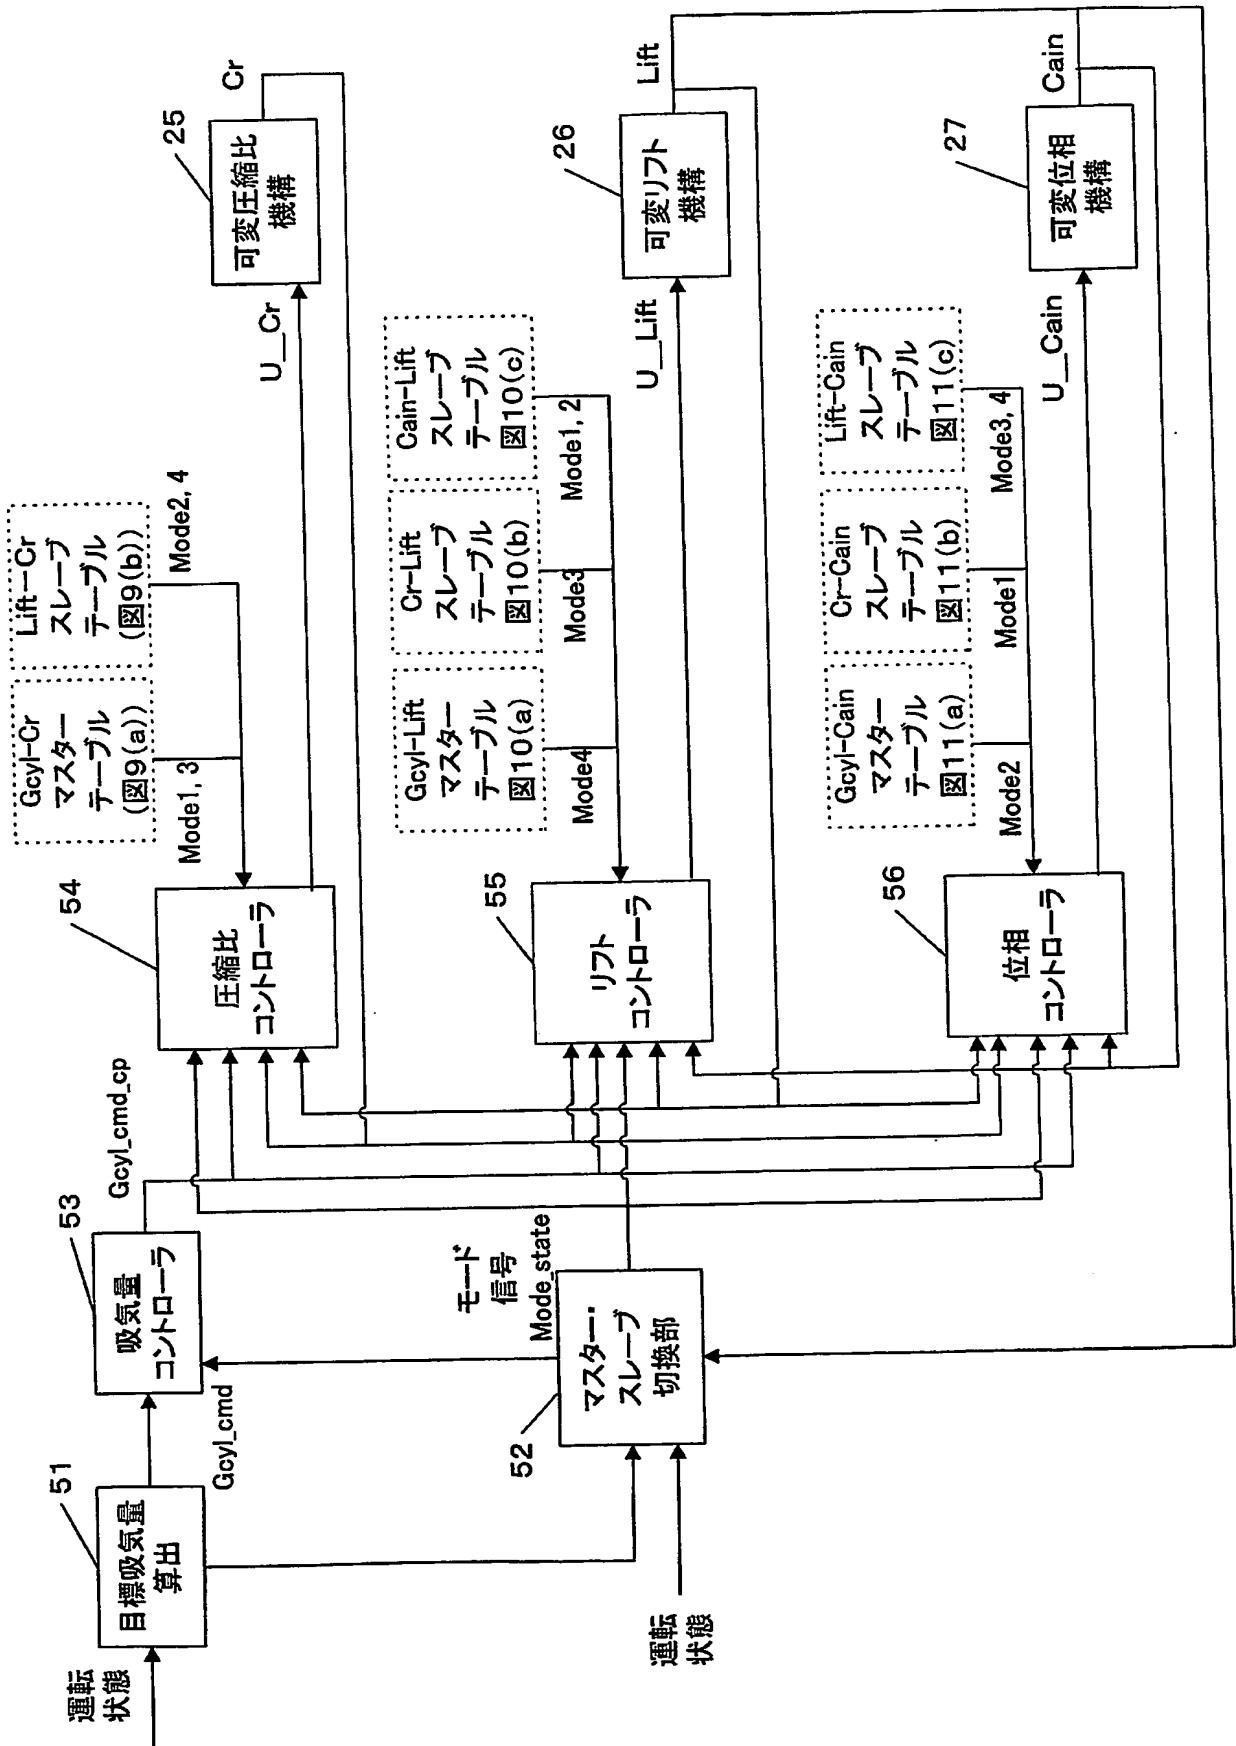 運転
状態
51
目標吸気量
算出
Gcyl_cmd
53
吸気量
コントローラ
Gcyl_cmd_cp
運転
状態
52
マスター・
スレーブ
切換部
モード
信号
Mode_state
54
圧縮比
コントローラ
Mode1, 3
Gcyl-Cr
マスター
テーブル
(図9(a))
Lift-Cr
スレーブ
テーブル
(図9(b))
Mode2, 4
U_Cr
25
可変圧縮比
機構
Cr
55
リフト
コントローラ
Mode4
Gcyl-Lift
マスター
テーブル
図10(a)
Mode3
Cr-Lift
スレーブ
テーブル
図10(b)
Mode1, 2
Cain-Lift
スレーブ
テーブル
図10(c)
U_Lift
26
可変リフト
機構
Lift
56
位相
コントローラ
Mode2
Gcyl-Cain
マスター
テーブル
図11(a)
Mode1
Cr-Cain
スレーブ
テーブル
図11(b)
Mode3, 4
Lift-Cain
スレーブ
テーブル
図11(c)
U_Cain
27
可変位相
機構
Cain